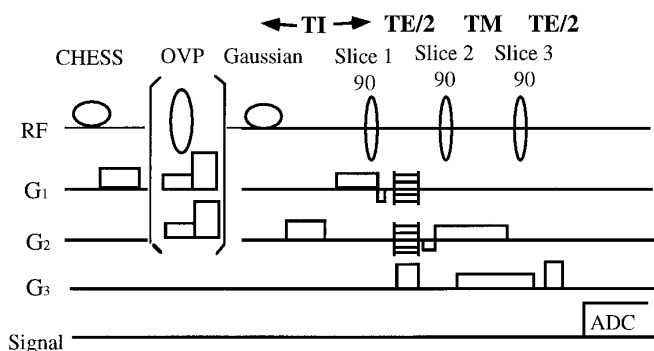 TI TE/2 TM TE/2
CHESS OVP Gaussian Slice 1 Slice 2 Slice 3
90 90 90
RF
G1
G2
G3
ADC
Signal